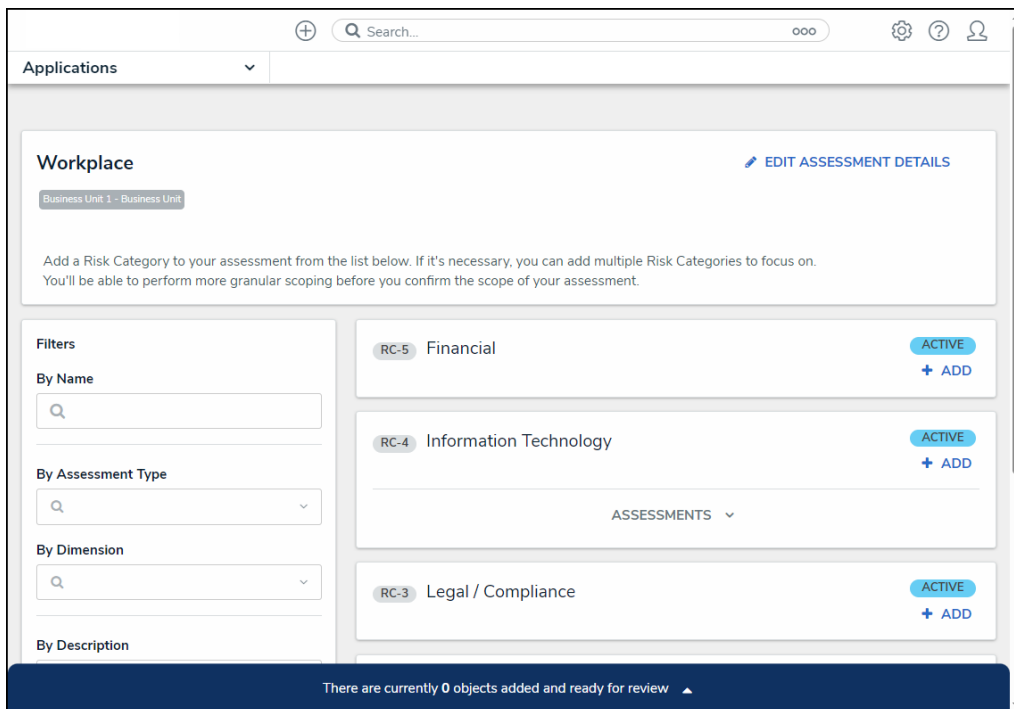 Search...
Applications
Workplace
EDIT ASSESSMENT DETAILS
Business Unit 1 - Business Unit
Add a Risk Category to your assessment from the list below. If it's necessary, you can add multiple Risk Categories to focus on.
You'll be able to perform more granular scoping before you confirm the scope of your assessment.
Filters
By Name
By Assessment Type
By Dimension
By Description
RC-5 Financial
ACTIVE
+ ADD
RC-4 Information Technology
ACTIVE
+ ADD
ASSESSMENTS
RC-3 Legal / Compliance
ACTIVE
+ ADD
There are currently 0 objects added and ready for review